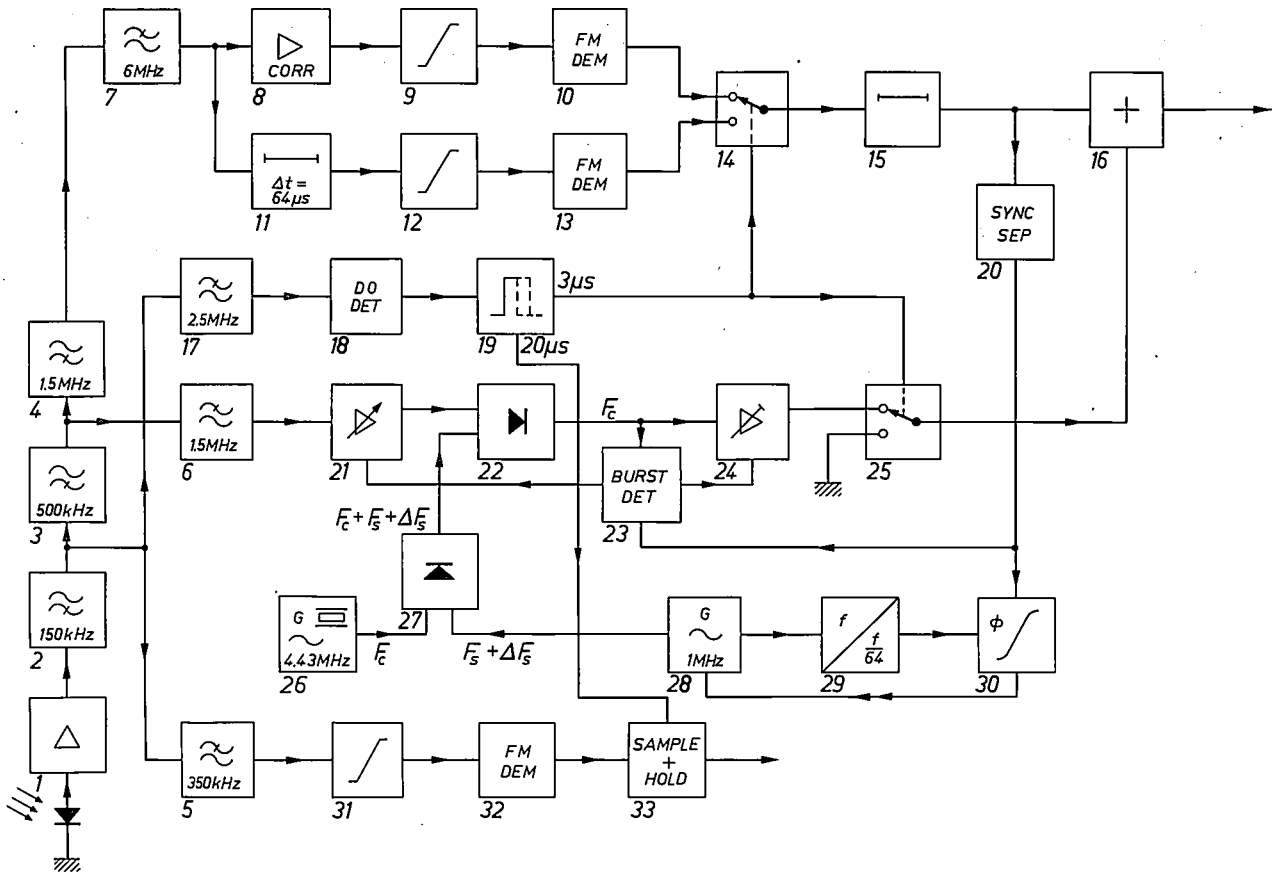 6MHz
7
CORR
8
9
FM
DEM
10
14
15
+
16
Δt =
64μs
11
12
FM
DEM
13
SYNC
SEP
20
2.5MHz
17
DO
DET
18
3μs
19
20μs
1.5MHz
4
1.5MHz
6
21
22
Fc
24
25
BURST
DET
23
500kHz
3
Fc + Fs + ΔFs
27
150kHz
2
G
4.43MHz
26
Fc
Fs + ΔFs
G
1MHz
28
f
f
64
29
Φ
30
1
350kHz
5
31
FM
DEM
32
SAMPLE
+
HOLD
33